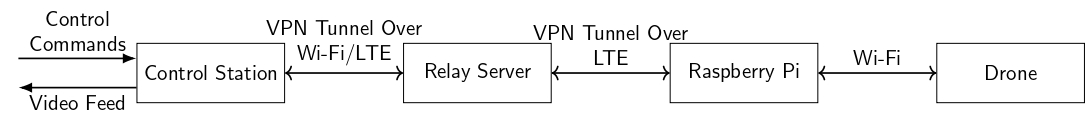 Control
Commands
Video Feed
Control Station
VPN Tunnel Over
Wi-Fi/LTE
Relay Server
VPN Tunnel Over
LTE
Raspberry Pi
Wi-Fi
Drone